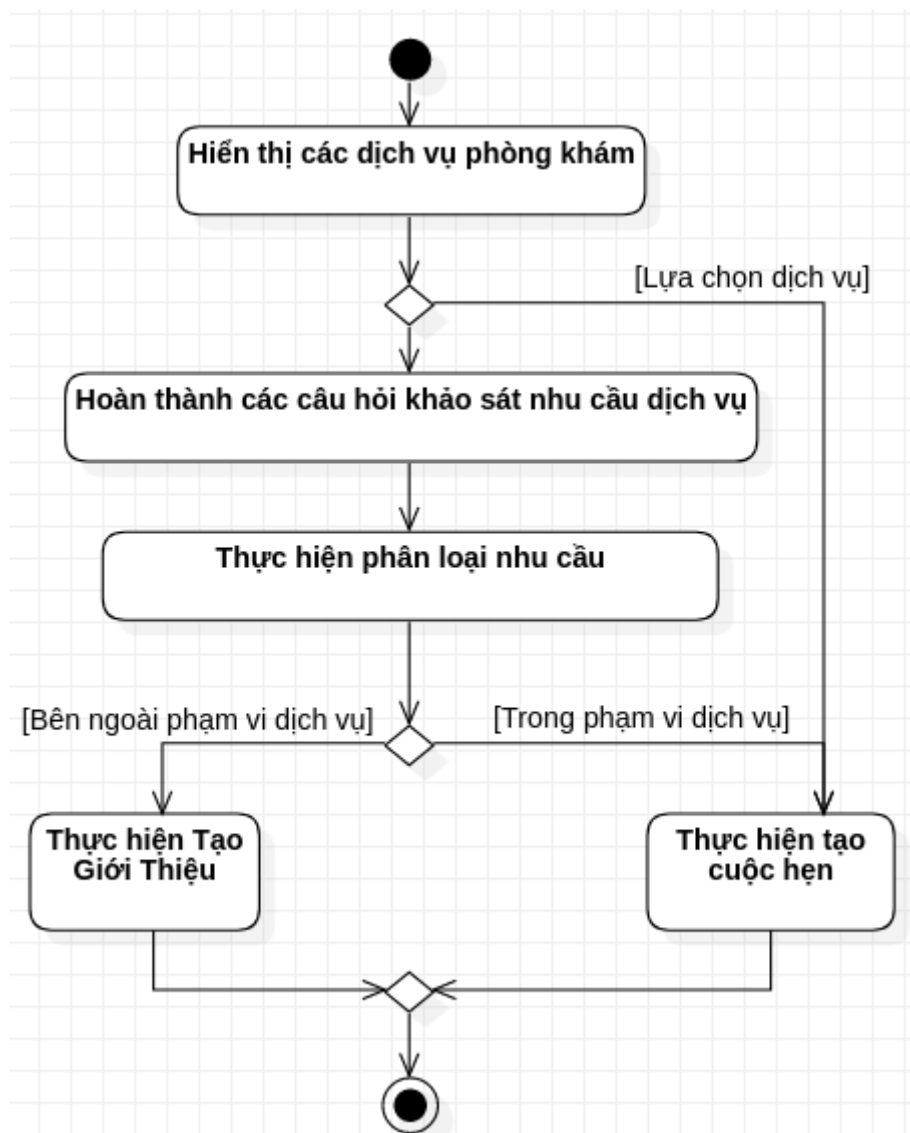 Hiển thị các dịch vụ phòng khám
[Lựa chọn dịch vụ]
Hoàn thành các câu hỏi khảo sát nhu cầu dịch vụ
Thực hiện phân loại nhu cầu
[Bên ngoài phạm vi dịch vụ]
[Trong phạm vi dịch vụ]
Thực hiện Tạo
Giới Thiệu
Thực hiện tạo
cuộc hẹn